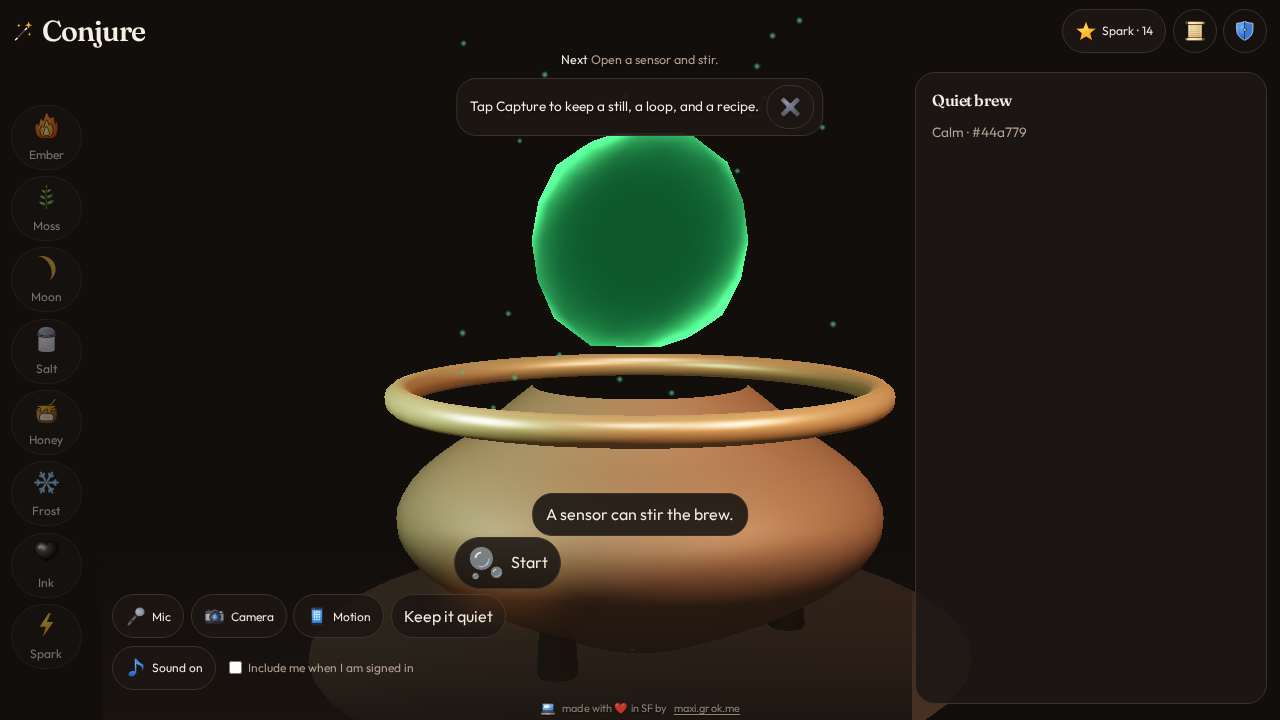 Conjure
Spark · 14
Next Open a sensor and stir.
Tap Capture to keep a still, a loop, and a recipe.
Quiet brew
Calm · #44a779
Ember
Moss
Moon
Salt
Honey
Frost
Ink
Spark
A sensor can stir the brew.
Start
Mic
Camera
Motion
Keep it quiet
Sound on
Include me when I am signed in
made with ❤️ in SF by maxi.grok.me